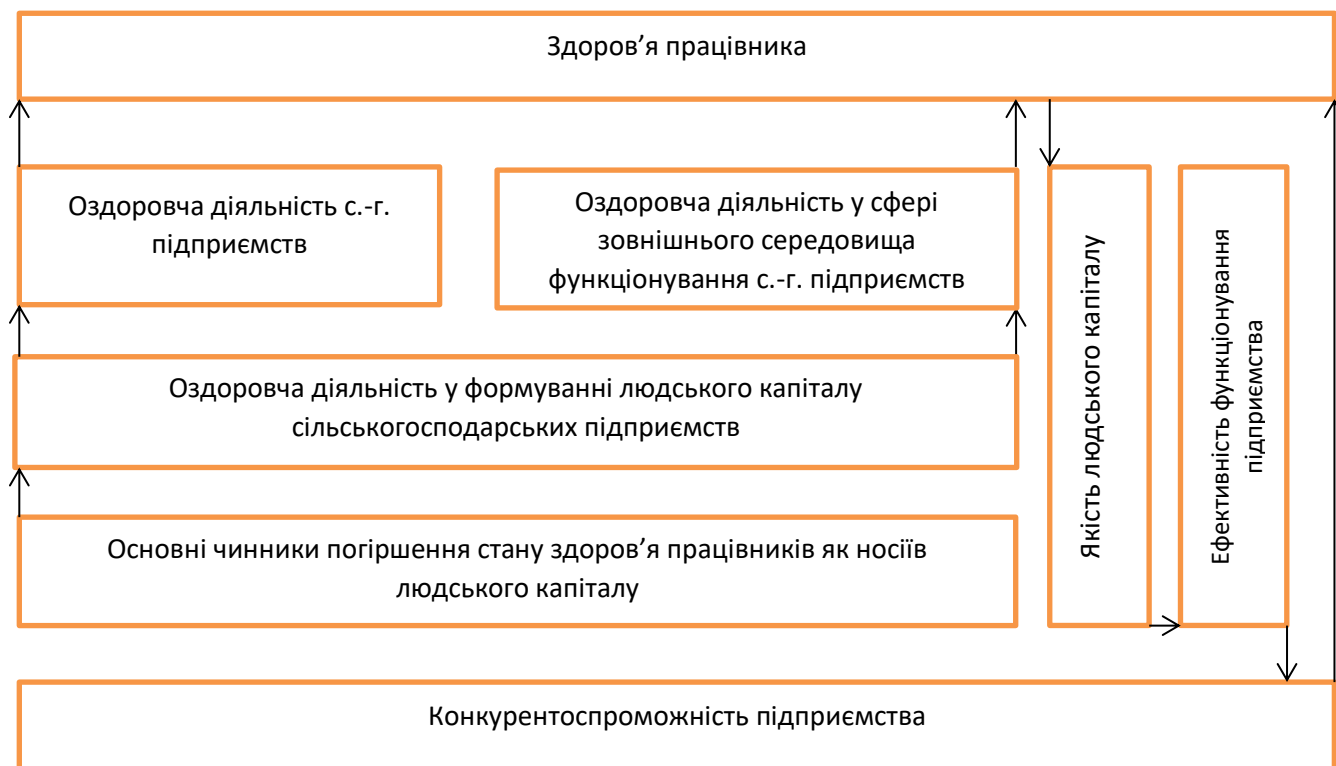 Здоров’я працівника
Оздоровча діяльність с.-г.
підприємств
Оздоровча діяльність у сфері
зовнішнього середовища
функціонування с.-г. підприємств
Якість людського капіталу
Ефективність функціонування
підприємства
Оздоровча діяльність у формуванні людського капіталу
сільськогосподарських підприємств
Основні чинники погіршення стану здоров’я працівників як носіїв
людського капіталу
Конкурентоспроможність підприємства